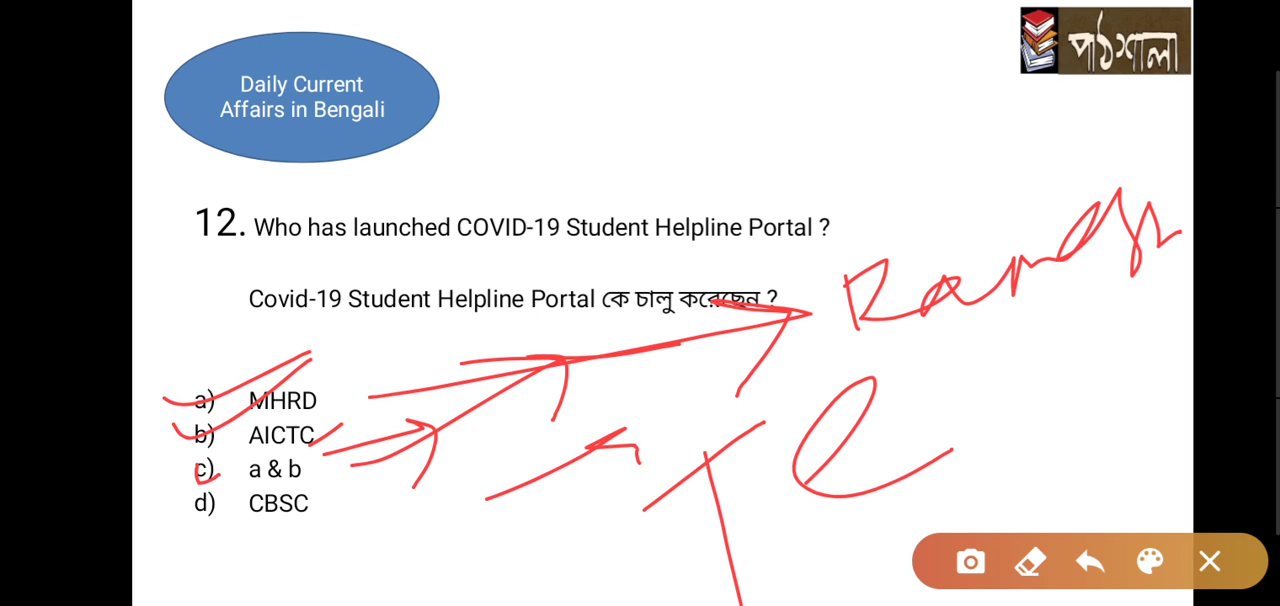 Daily Current
Affairs in Bengali
পাঠশালা
12. Who has launched COVID-19 Student Helpline Portal ?
Covid-19 Student Helpline Portal কে চালু করেছেন ?
a) MHRD
b) AICTC
c) a & b
d) CBSC